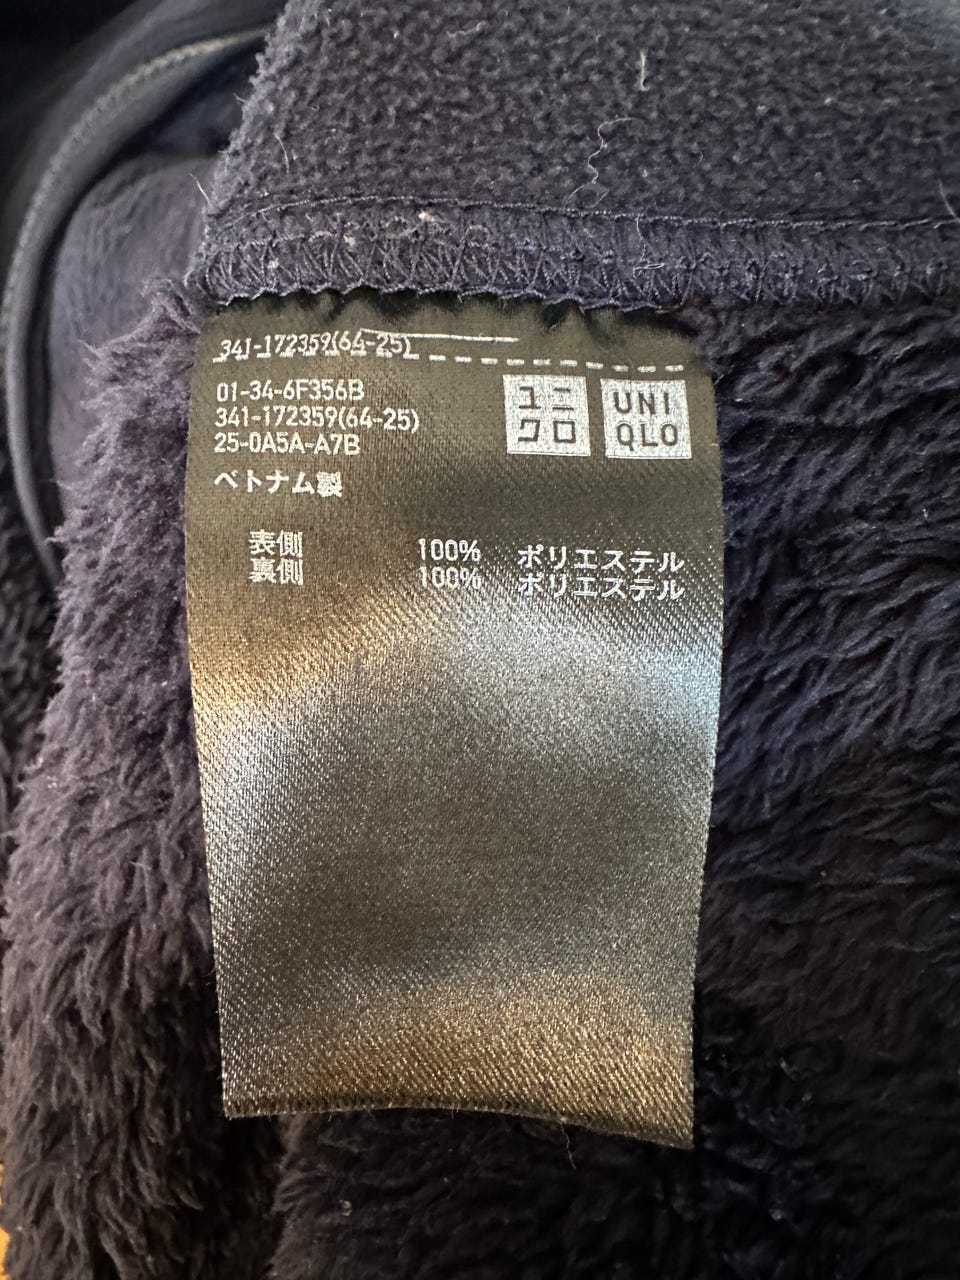 341-172359(64-25)
01-34-6F356B
341-172359(64-25)
25-0A5A-A7B
ユニ
クロ
UNI
QLO
ベトナム製
表側 100% ポリエステル
裏側 100% ポリエステル